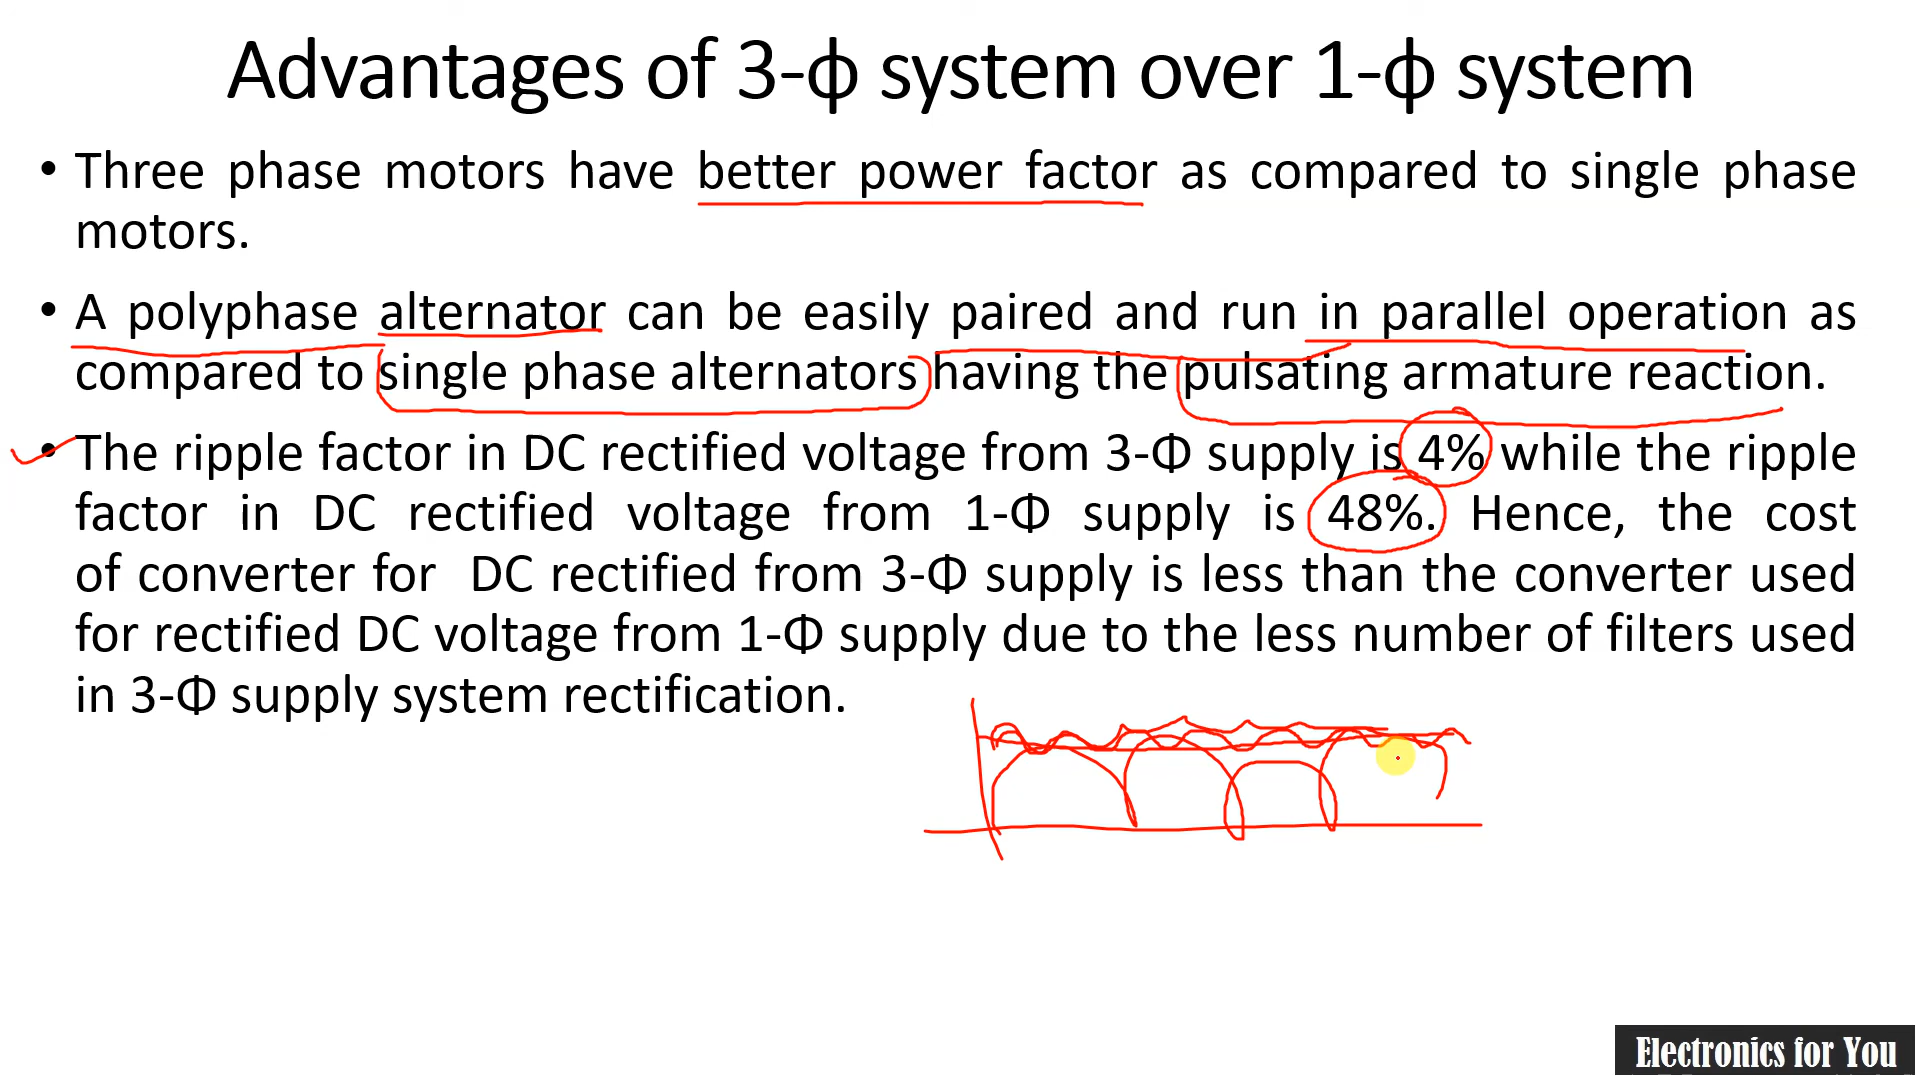 Advantages of 3-ф system over 1-ф system
• Three phase motors have better power factor as compared to single phase
motors.
• A polyphase alternator can be easily paired and run in parallel operation as
compared to single phase alternators having the pulsating armature reaction.
• The ripple factor in DC rectified voltage from 3-Φ supply is 4% while the ripple
factor in DC rectified voltage from 1-Φ supply is 48%. Hence, the cost
of converter for DC rectified from 3-Φ supply is less than the converter used
for rectified DC voltage from 1-Φ supply due to the less number of filters used
in 3-Φ supply system rectification.
Electronics for You